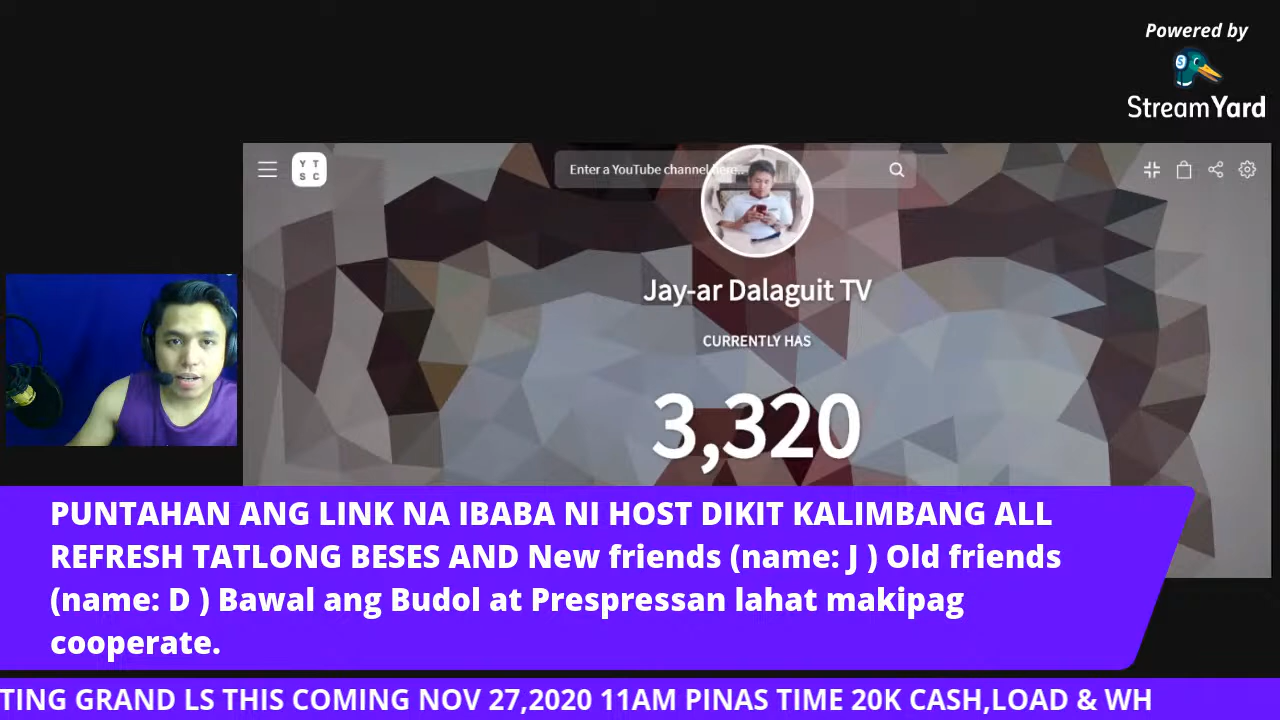 Powered by
StreamYard
Y T
S C
Enter a YouTube channel here...
Jay-ar Dalaguit TV
CURRENTLY HAS
3,320
PUNTAHAN ANG LINK NA IBABA NI HOST DIKIT KALIMBANG ALL
REFRESH TATLONG BESES AND New friends (name: J ) Old friends
(name: D ) Bawal ang Budol at Prespressan lahat makipag
cooperate.
TING GRAND LS THIS COMING NOV 27,2020 11AM PINAS TIME 20K CASH,LOAD & WH